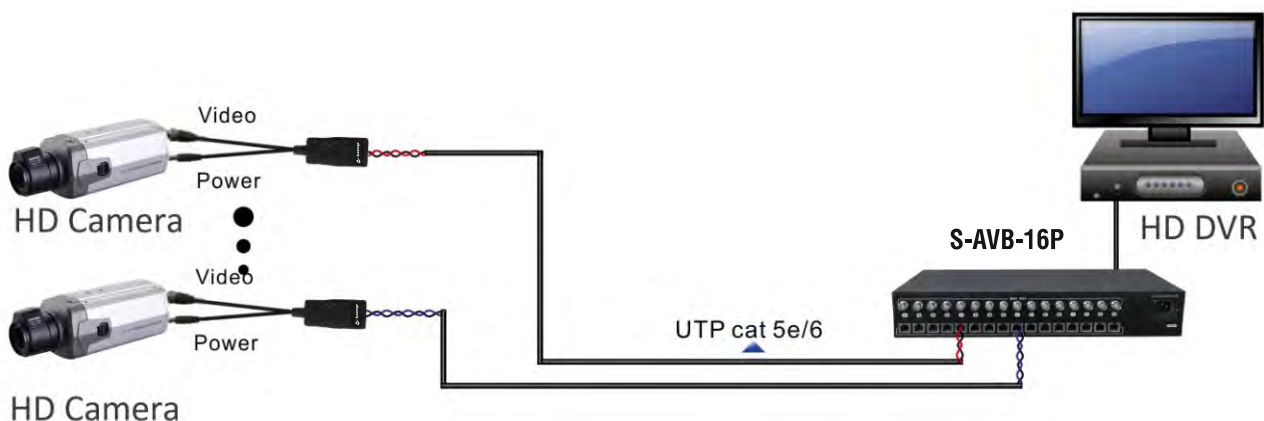 Video
Power
HD Camera
Video
Power
HD Camera
UTP cat 5e/6
S-AVB-16P
HD DVR